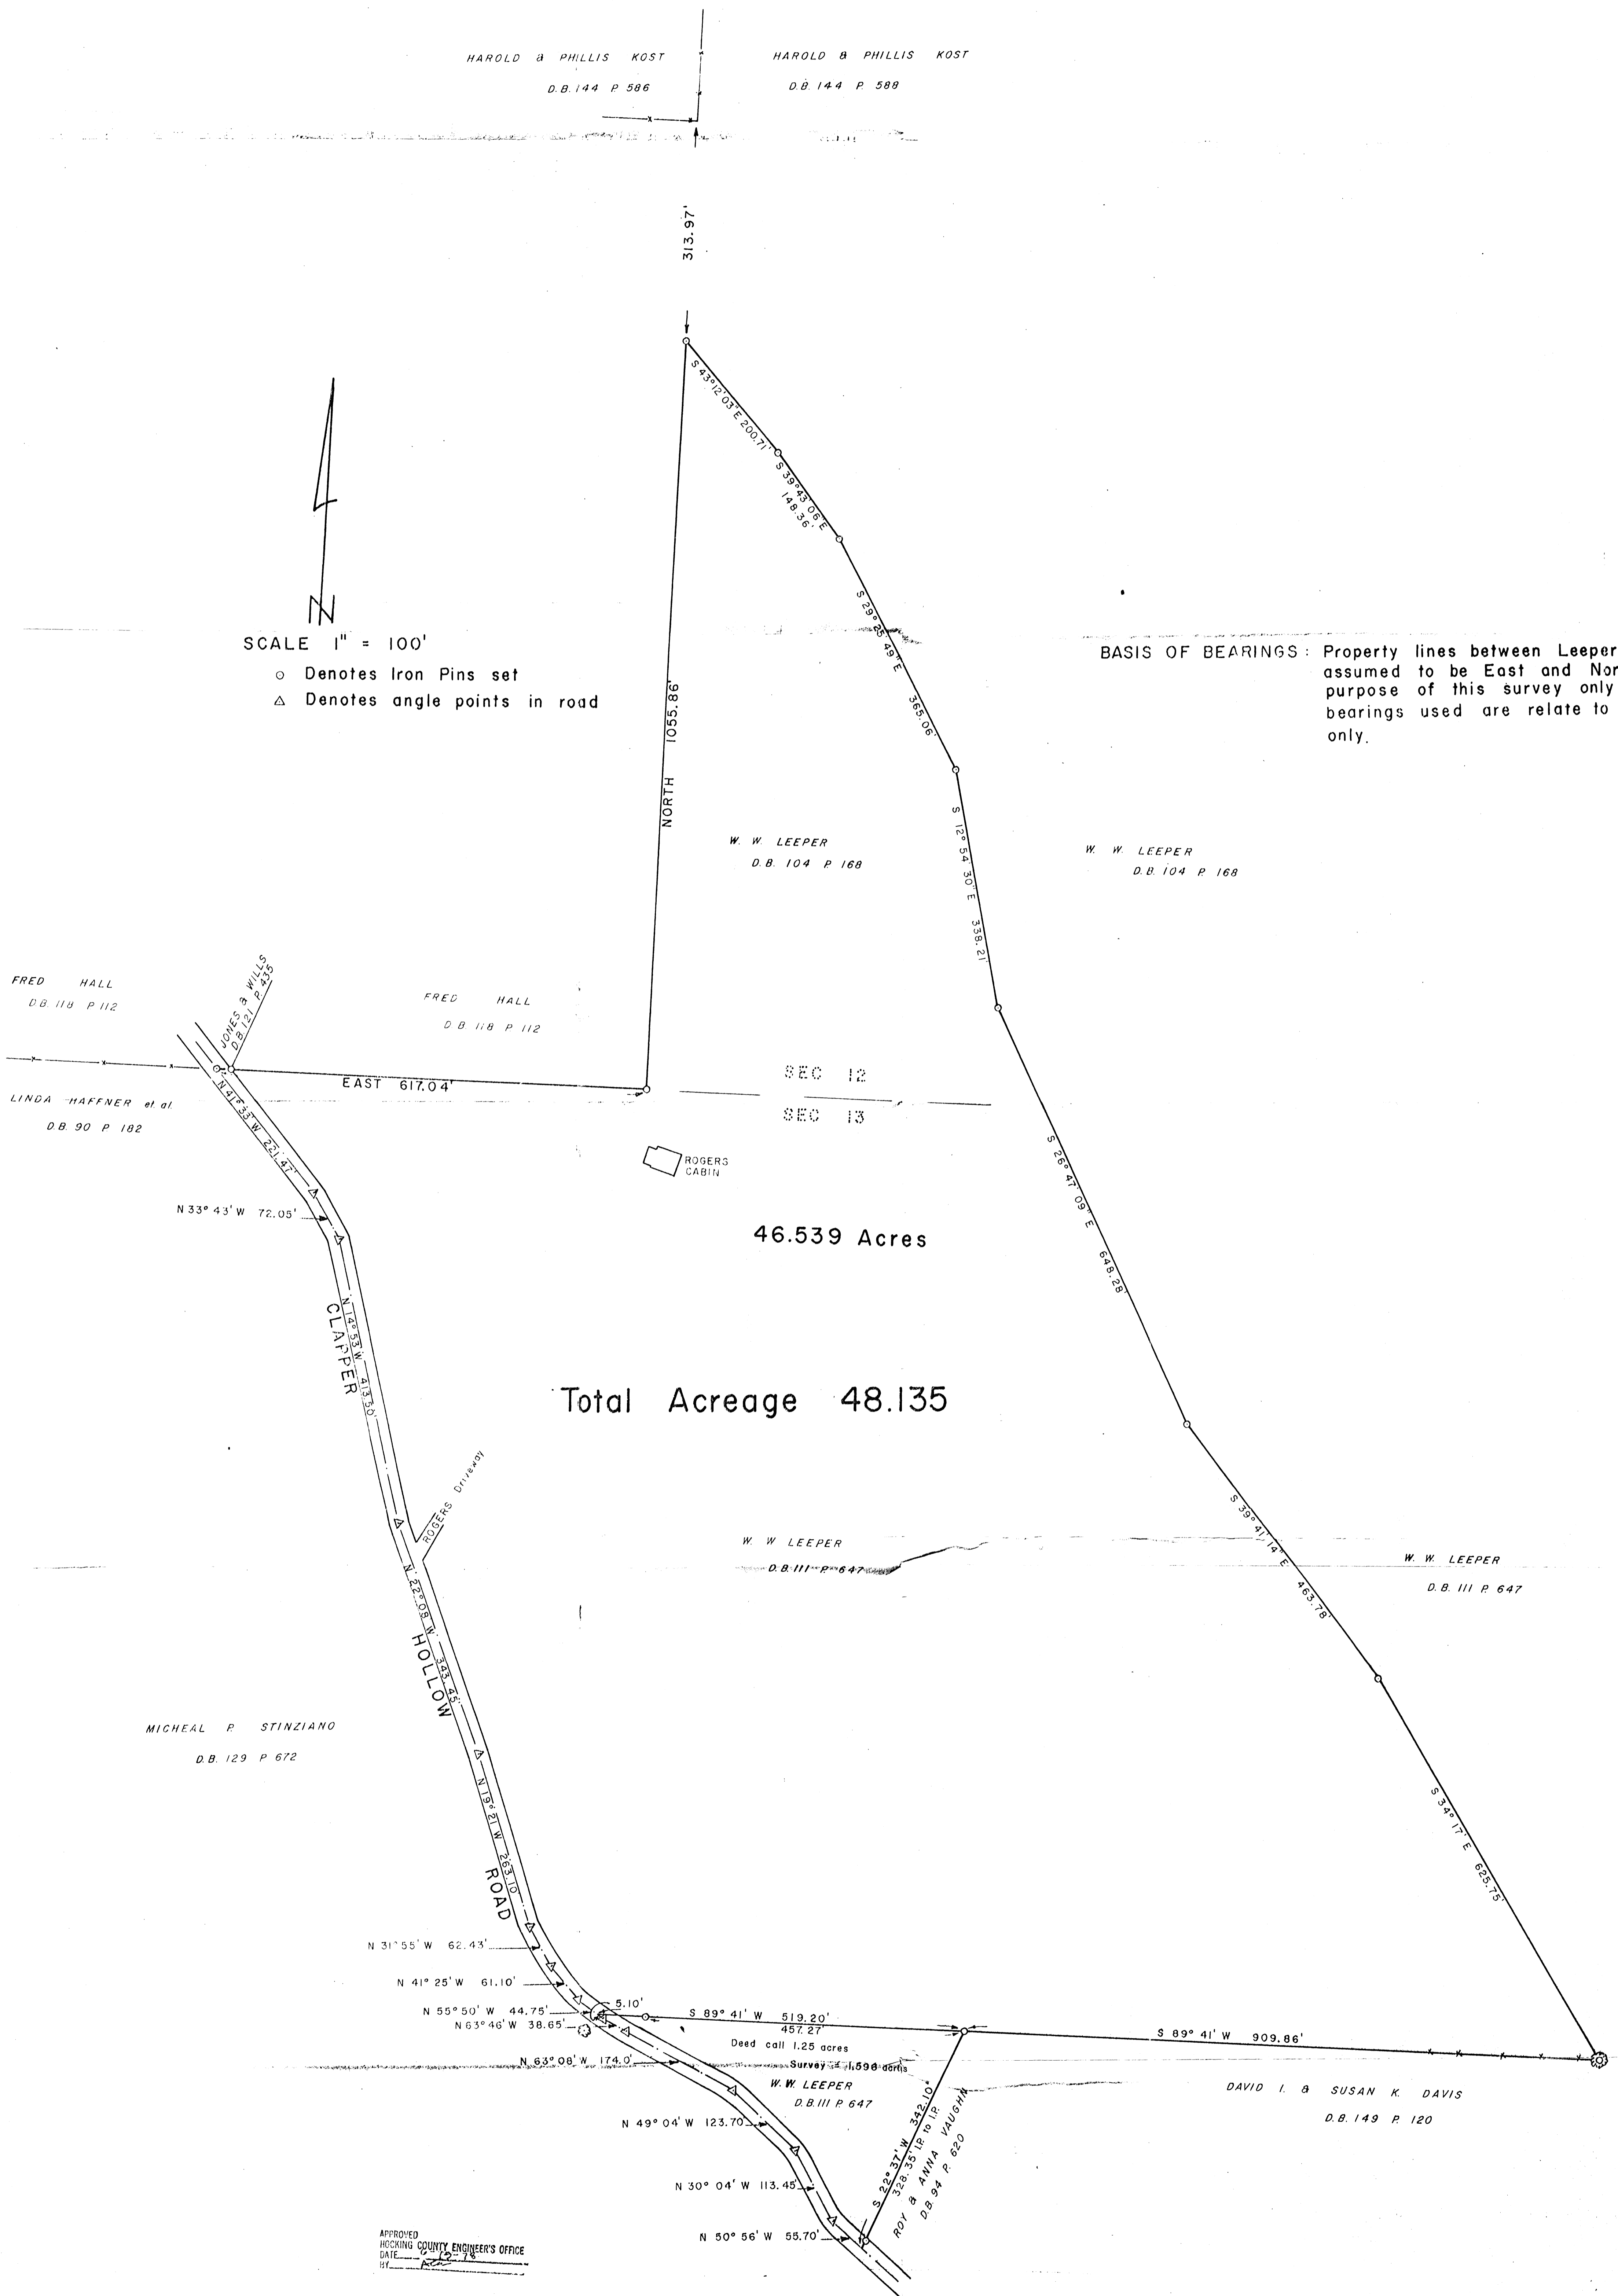 HAROLD & PHILLIS KOST
D.B. 144 P. 586
HAROLD & PHILLIS KOST
D.B. 144 P. 588
313.97'
S 43°12'03"E 200.71'
S 39°43'06"E
148.36'
N
SCALE 1" = 100'
○ Denotes Iron Pins set
△ Denotes angle points in road
S 29° 25' 49" E 365.06'
BASIS OF BEARINGS: Property lines between Leeper
assumed to be East and Nor
purpose of this survey only
bearings used are relate to
only.
NORTH 1055.86'
S 12° 54' 30" E 338.21'
W. W. LEEPER
D.B. 104 P. 168
W. W. LEEPER
D.B. 104 P. 168
FRED HALL
D.B. 118 P 112
JONES & WILLS
D.B. 121 P 435
FRED HALL
D.B. 118 P 112
EAST 617.04'
SEC 12
SEC 13
LINDA HAFFNER et. al.
D.B. 90 P 182
N 41° 33' W 221.47'
ROGERS
CABIN
S 26° 47' 09" E 648.28'
N 33° 43' W 72.05'
46.539 Acres
N 14° 53' W 413.50'
CLAPPER
Total Acreage 48.135
ROGERS Driveway
S 39° 41' 14" E 463.78'
W. W. LEEPER
D.B. 111 P. 647
W. W. LEEPER
D.B. 111 P. 647
N 22° 08' W 343.45'
HOLLOW
MICHEAL P. STINZIANO
D.B. 129 P 672
N 19° 21' W 263.10'
S 34° 17' E 625.75'
ROAD
N 31° 55' W 62.43'
N 41° 25' W 61.10'
N 55° 50' W 44.75'
N 63° 46' W 38.65'
5.10'
S 89° 41' W 519.20'
457.27'
Deed call 1.25 acres
Survey = 1.596 acres
S 89° 41' W 909.86'
N 63° 08' W 174.0'
W. W. LEEPER
D.B. 111 P. 647
DAVID I. & SUSAN K. DAVIS
D.B. 149 P. 120
N 49° 04' W 123.70'
S 22° 37' W 342.10'
328.35' I.P. to I.P.
ROY & ANNA VAUGHN
D.B. 94 P. 620
N 30° 04' W 113.45'
N 50° 56' W 55.70'
APPROVED
HOCKING COUNTY ENGINEER'S OFFICE
DATE
BY